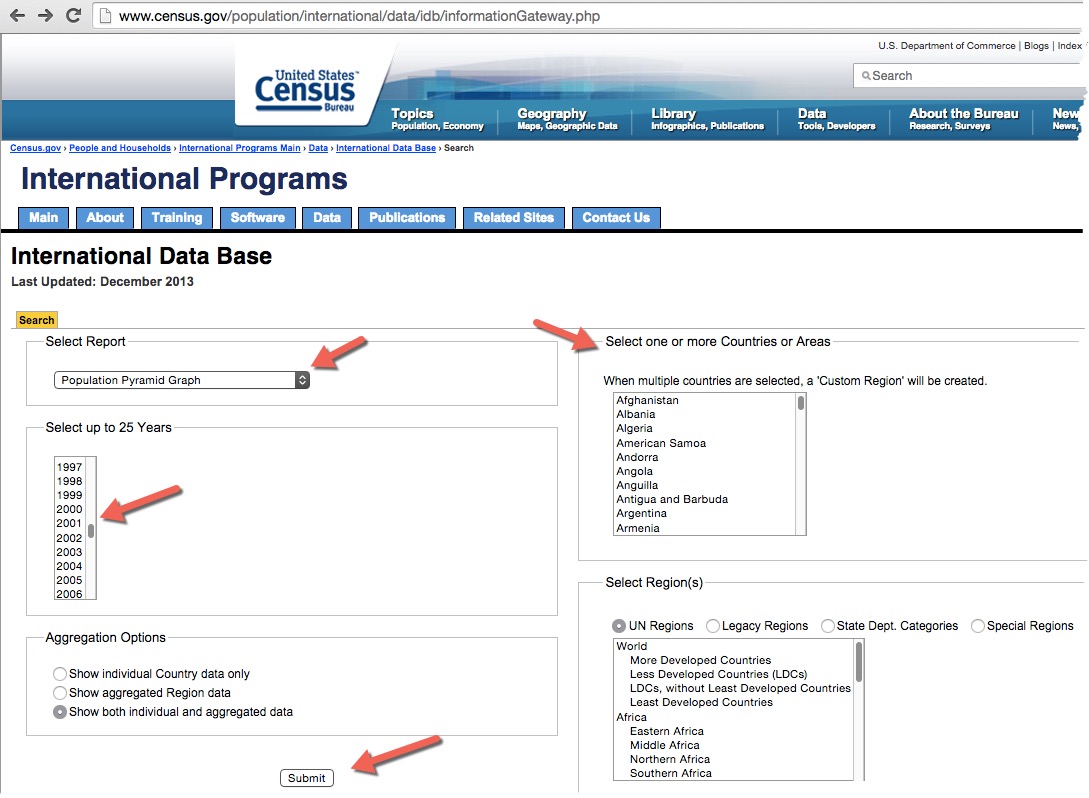 www.census.gov/population/international/data/idb/informationGateway.php
U.S. Department of Commerce | Blogs | Index
United States™
Census
Bureau
Search
Topics
Population, Economy
Geography
Maps, Geographic Data
Library
Infographics, Publications
Data
Tools, Developers
About the Bureau
Research, Surveys
New
News,
Census.gov › People and Households › International Programs Main › Data › International Data Base › Search
International Programs
Main About Training Software Data Publications Related Sites Contact Us
International Data Base
Last Updated: December 2013
Search
Select Report
Population Pyramid Graph
Select up to 25 Years
1997
1998
1999
2000
2001
2002
2003
2004
2005
2006
Aggregation Options
Show individual Country data only
Show aggregated Region data
Show both individual and aggregated data
Submit
Select one or more Countries or Areas
When multiple countries are selected, a 'Custom Region' will be created.
Afghanistan
Albania
Algeria
American Samoa
Andorra
Angola
Anguilla
Antigua and Barbuda
Argentina
Armenia
Select Region(s)
UN Regions Legacy Regions State Dept. Categories Special Regions
World
More Developed Countries
Less Developed Countries (LDCs)
LDCs, without Least Developed Countries
Least Developed Countries
Africa
Eastern Africa
Middle Africa
Northern Africa
Southern Africa